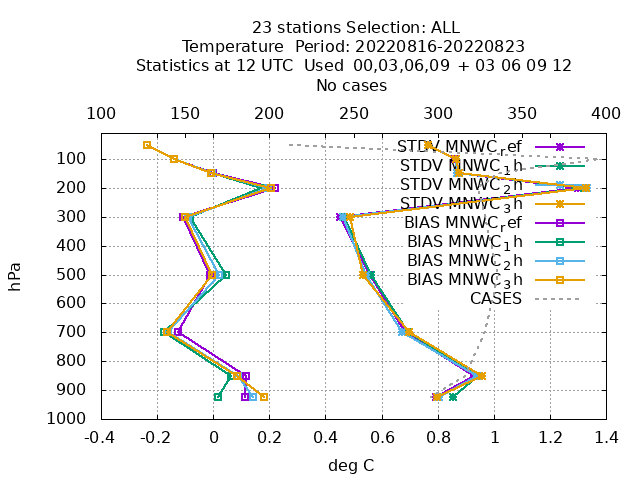 23 stations Selection: ALL
Temperature  Period: 20220816-20220823
Statistics at 12 UTC  Used  00,03,06,09 + 03 06 09 12
No cases
100 150 200 250 300 350 400
STDV MNWC_ref
STDV MNWC_1h
STDV MNWC_2h
STDV MNWC_3h
BIAS MNWC_ref
BIAS MNWC_1h
BIAS MNWC_2h
BIAS MNWC_3h
CASES
hPa
100
200
300
400
500
600
700
800
900
1000
-0.4 -0.2 0 0.2 0.4 0.6 0.8 1 1.2 1.4
deg C